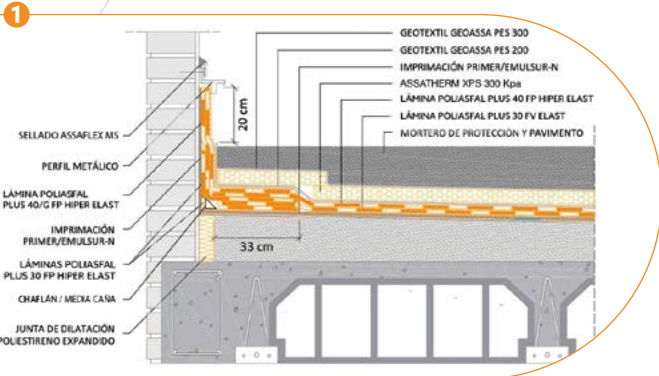 1
GEOTEXTIL GEOASSA PES 300
GEOTEXTIL GEOASSA PES 200
IMPRIMACIÓN PRIMER/EMULSUR-N
ASSATHERM XPS 300 Kpa
LÁMINA POLIASFAL PLUS 40 FP HIPER ELAST
LÁMINA POLIASFAL PLUS 30 FV ELAST
MORTERO DE PROTECCIÓN Y PAVIMENTO
20 cm
SELLADO ASSAFLEX MS
PERFIL METÁLICO
LÁMINA POLIASFAL
PLUS 40/G FP HIPER ELAST
IMPRIMACIÓN
PRIMER/EMULSUR-N
LÁMINAS POLIASFAL
PLUS 30 FP HIPER ELAST
CHAFLÁN / MEDIA CAÑA
JUNTA DE DILATACIÓN
POLIESTIRENO EXPANDIDO
33 cm